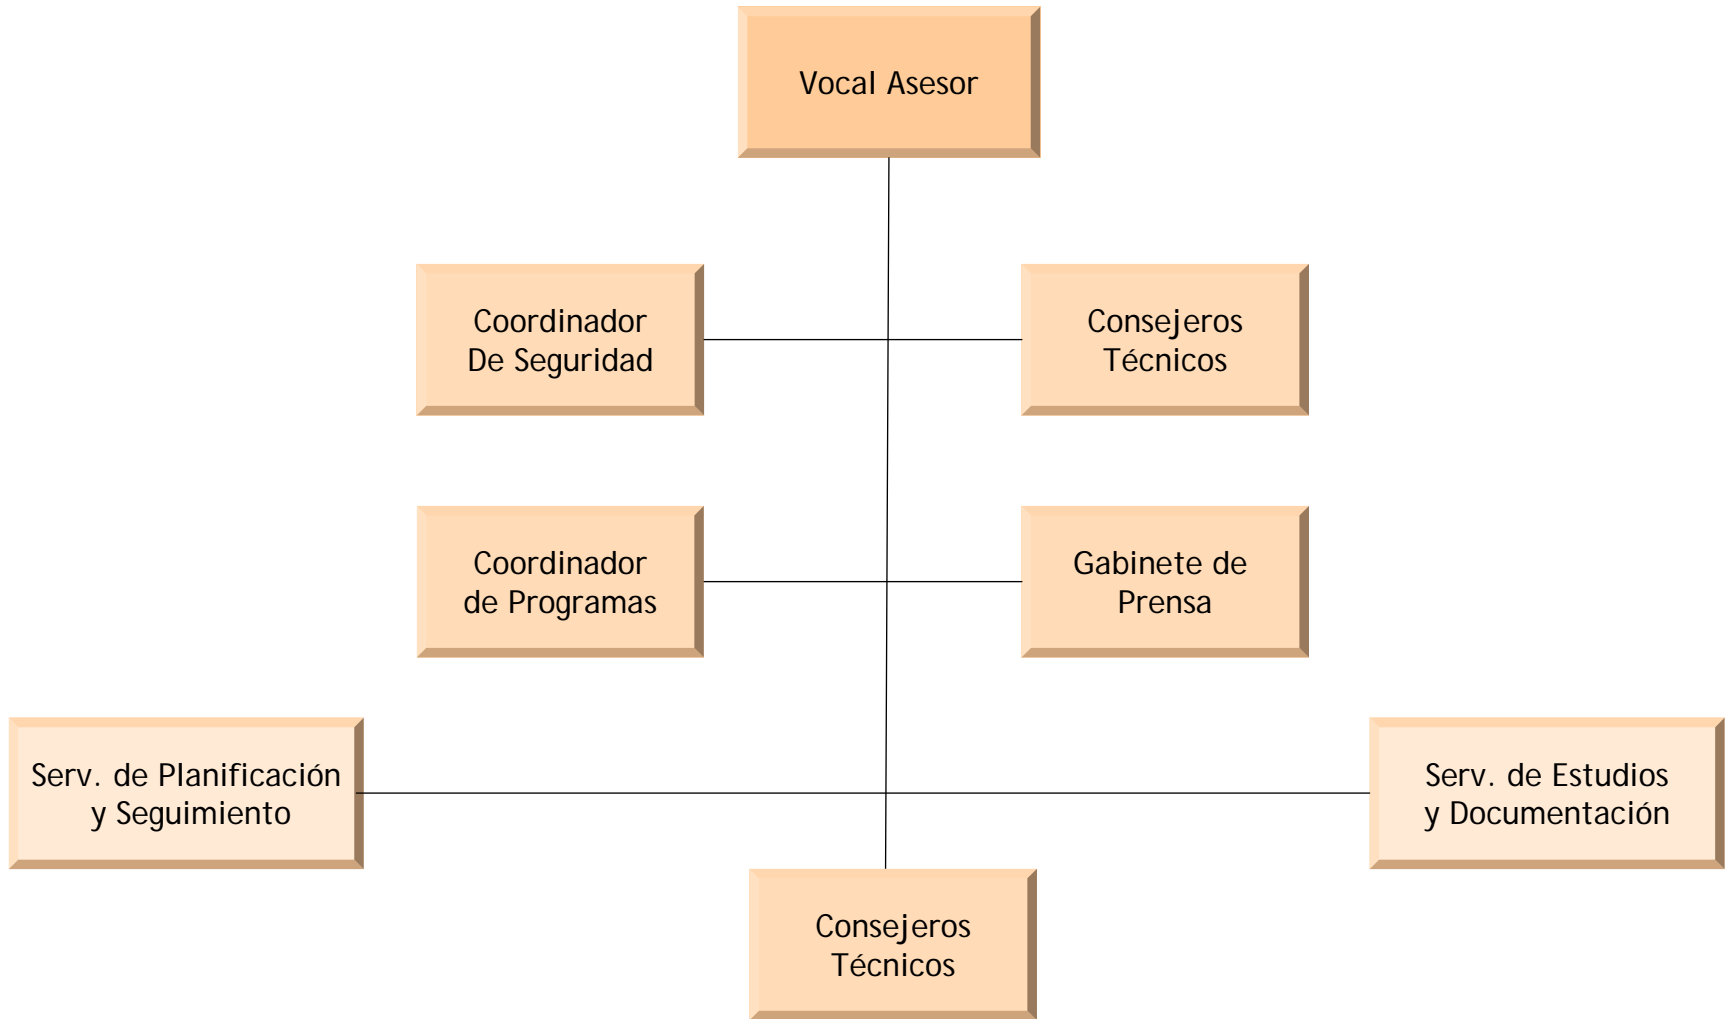 Vocal Asesor
Coordinador
De Seguridad
Consejeros
Técnicos
Coordinador
de Programas
Gabinete de
Prensa
Serv. de Planificación
y Seguimiento
Serv. de Estudios
y Documentación
Consejeros
Técnicos